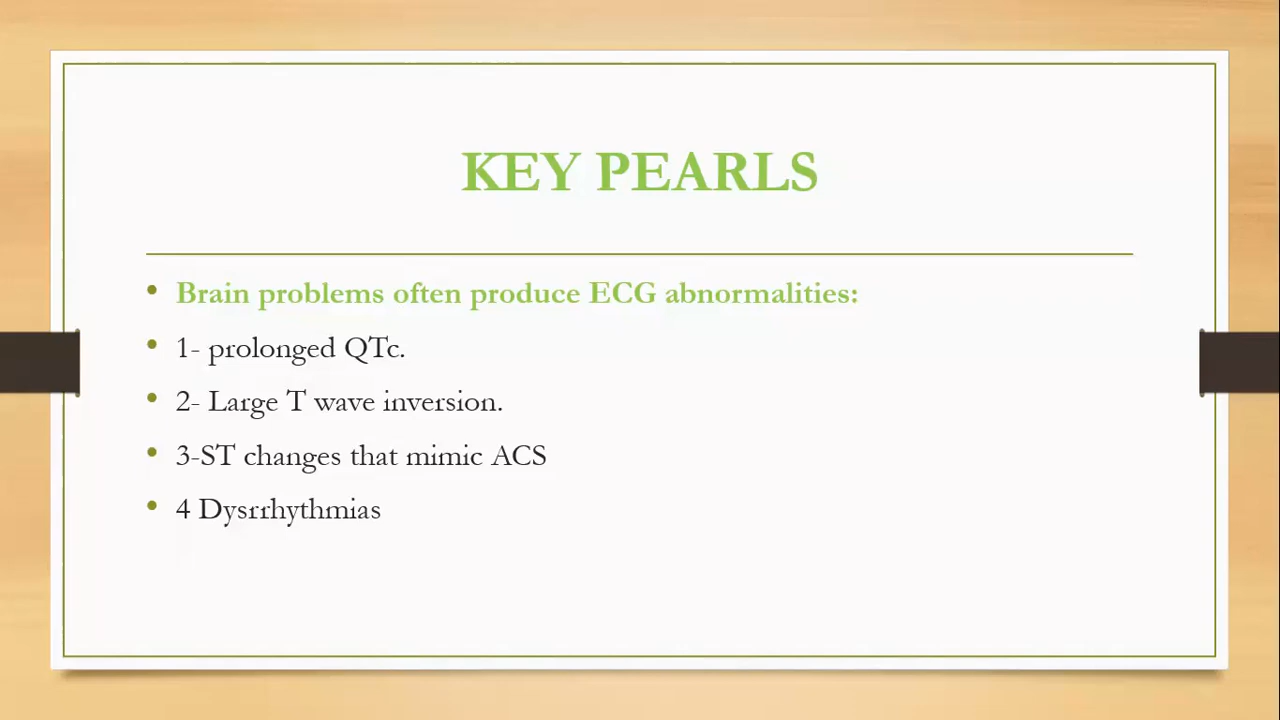 KEY PEARLS
• Brain problems often produce ECG abnormalities:
• 1- prolonged QTc.
• 2- Large T wave inversion.
• 3-ST changes that mimic ACS
• 4 Dysrrhythmias